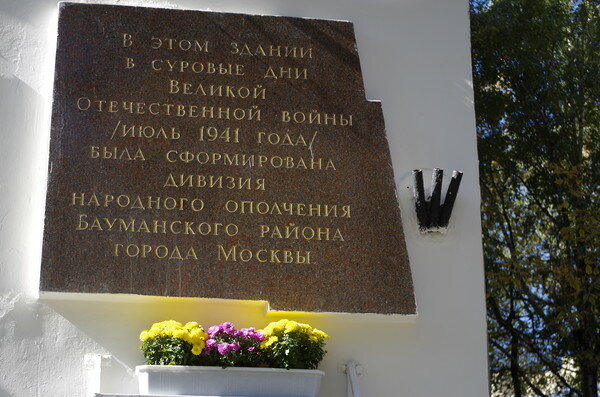 В ЭТОМ ЗДАНИИ
В СУРОВЫЕ ДНИ
ВЕЛИКОЙ
ОТЕЧЕСТВЕННОЙ ВОЙНЫ
/ИЮЛЬ 1941 ГОДА/
БЫЛА СФОРМИРОВАНА
ДИВИЗИЯ
НАРОДНОГО ОПОЛЧЕНИЯ
БАУМАНСКОГО РАЙОНА
ГОРОДА МОСКВЫ